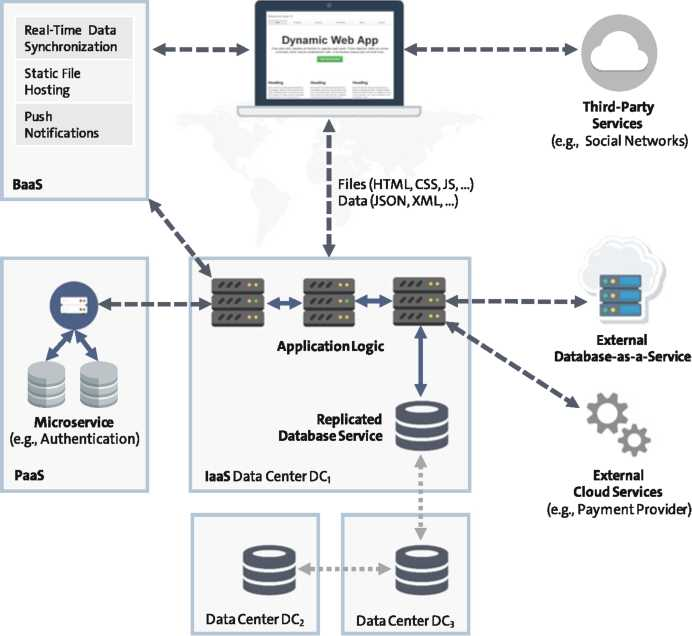 Real-Time Data
Synchronization
Static File
Hosting
Push
Notifications
BaaS
Dynamic Web App
Heading
Heading
Heading
Third-Party
Services
(e.g., Social Networks)
Files (HTML, CSS, JS, ...)
Data (JSON, XML, ...)
Microservice
(e.g., Authentication)
PaaS
Application Logic
Replicated
Database Service
IaaS Data Center DC1
External
Database-as-a-Service
External
Cloud Services
(e.g., Payment Provider)
Data Center DC2
Data Center DC3